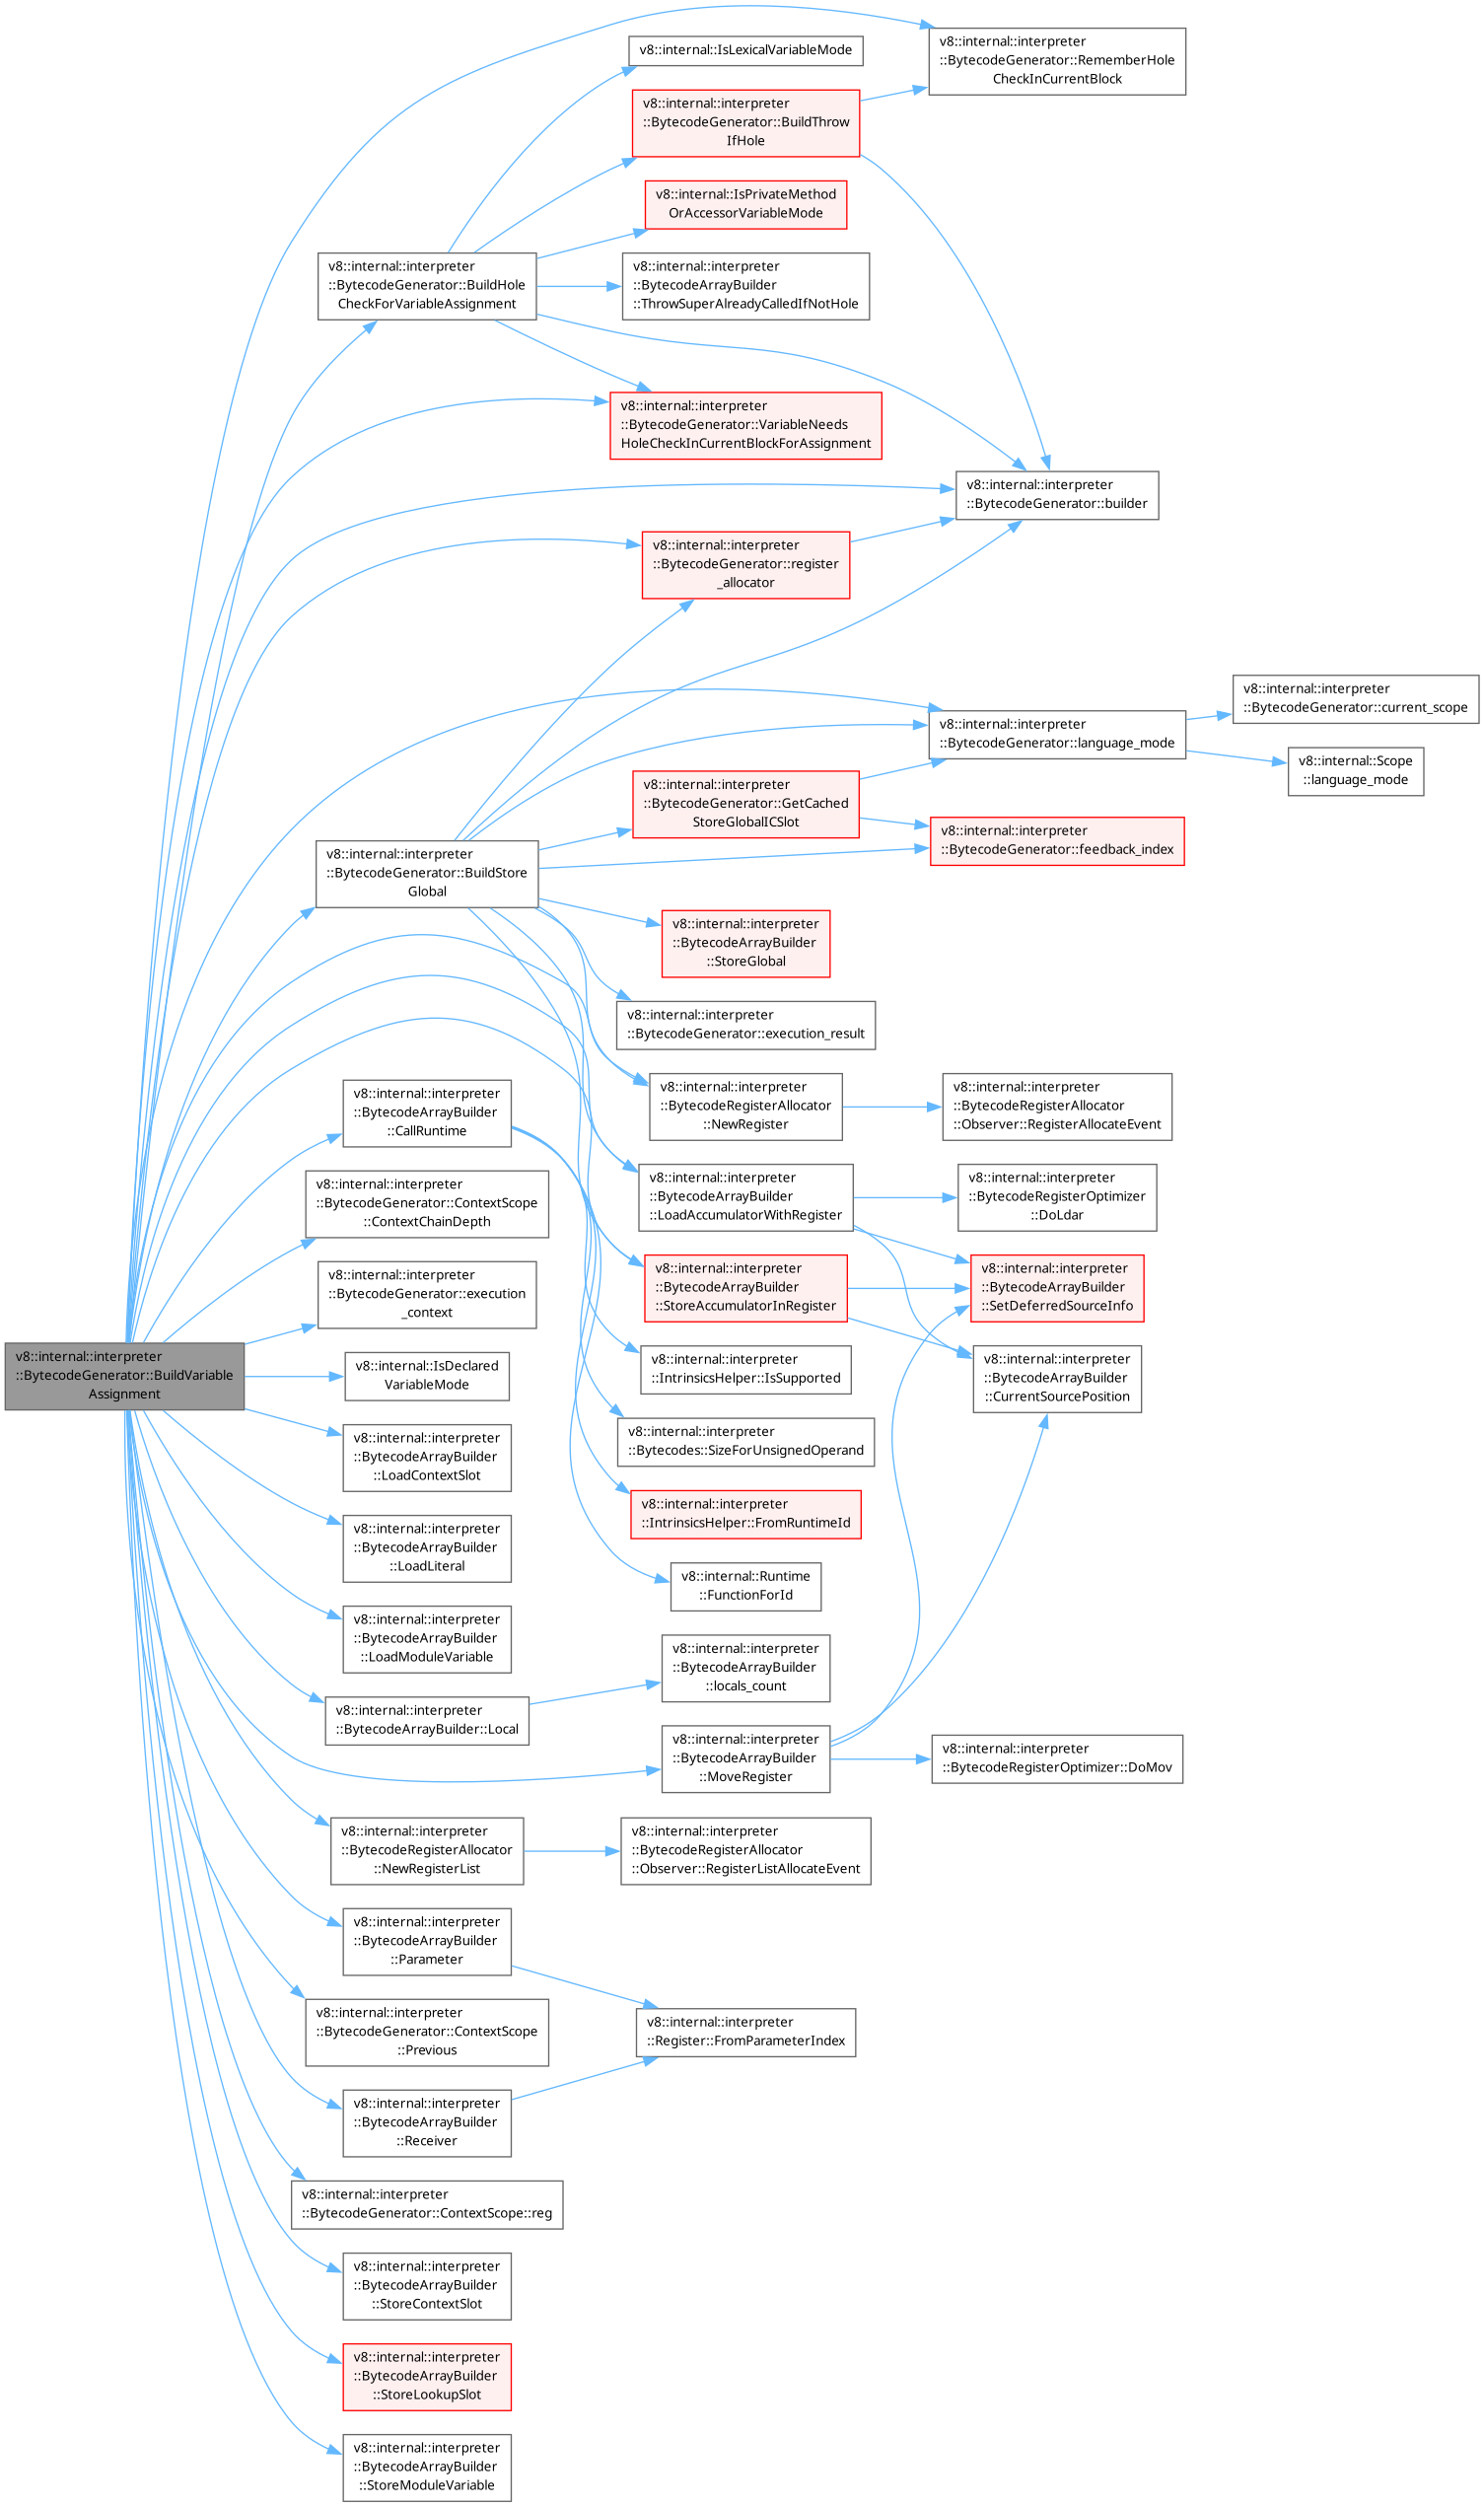 v8::internal::interpreter
::BytecodeGenerator::RememberHole
CheckInCurrentBlock
v8::internal::IsLexicalVariableMode
v8::internal::interpreter
::BytecodeGenerator::BuildThrow
IfHole
v8::internal::IsPrivateMethod
OrAccessorVariableMode
v8::internal::interpreter
::BytecodeGenerator::BuildHole
CheckForVariableAssignment
v8::internal::interpreter
::BytecodeArrayBuilder
::ThrowSuperAlreadyCalledIfNotHole
v8::internal::interpreter
::BytecodeGenerator::VariableNeeds
HoleCheckInCurrentBlockForAssignment
v8::internal::interpreter
::BytecodeGenerator::builder
v8::internal::interpreter
::BytecodeGenerator::register
_allocator
v8::internal::interpreter
::BytecodeGenerator::current_scope
v8::internal::interpreter
::BytecodeGenerator::language_mode
v8::internal::Scope
::language_mode
v8::internal::interpreter
::BytecodeGenerator::GetCached
StoreGlobalICSlot
v8::internal::interpreter
::BytecodeGenerator::feedback_index
v8::internal::interpreter
::BytecodeGenerator::BuildStore
Global
v8::internal::interpreter
::BytecodeArrayBuilder
::StoreGlobal
v8::internal::interpreter
::BytecodeGenerator::execution_result
v8::internal::interpreter
::BytecodeArrayBuilder
::CallRuntime
v8::internal::interpreter
::BytecodeRegisterAllocator
::NewRegister
v8::internal::interpreter
::BytecodeRegisterAllocator
::Observer::RegisterAllocateEvent
v8::internal::interpreter
::BytecodeGenerator::ContextScope
::ContextChainDepth
v8::internal::interpreter
::BytecodeArrayBuilder
::LoadAccumulatorWithRegister
v8::internal::interpreter
::BytecodeRegisterOptimizer
::DoLdar
v8::internal::interpreter
::BytecodeGenerator::execution
_context
v8::internal::interpreter
::BytecodeArrayBuilder
::StoreAccumulatorInRegister
v8::internal::interpreter
::BytecodeArrayBuilder
::SetDeferredSourceInfo
v8::internal::interpreter
::BytecodeGenerator::BuildVariable
Assignment
v8::internal::IsDeclared
VariableMode
v8::internal::interpreter
::IntrinsicsHelper::IsSupported
v8::internal::interpreter
::BytecodeArrayBuilder
::CurrentSourcePosition
v8::internal::interpreter
::BytecodeArrayBuilder
::LoadContextSlot
v8::internal::interpreter
::Bytecodes::SizeForUnsignedOperand
v8::internal::interpreter
::BytecodeArrayBuilder
::LoadLiteral
v8::internal::interpreter
::IntrinsicsHelper::FromRuntimeId
v8::internal::interpreter
::BytecodeArrayBuilder
::LoadModuleVariable
v8::internal::Runtime
::FunctionForId
v8::internal::interpreter
::BytecodeArrayBuilder::Local
v8::internal::interpreter
::BytecodeArrayBuilder
::locals_count
v8::internal::interpreter
::BytecodeArrayBuilder
::MoveRegister
v8::internal::interpreter
::BytecodeRegisterOptimizer::DoMov
v8::internal::interpreter
::BytecodeRegisterAllocator
::NewRegisterList
v8::internal::interpreter
::BytecodeRegisterAllocator
::Observer::RegisterListAllocateEvent
v8::internal::interpreter
::BytecodeArrayBuilder
::Parameter
v8::internal::interpreter
::BytecodeGenerator::ContextScope
::Previous
v8::internal::interpreter
::Register::FromParameterIndex
v8::internal::interpreter
::BytecodeArrayBuilder
::Receiver
v8::internal::interpreter
::BytecodeGenerator::ContextScope::reg
v8::internal::interpreter
::BytecodeArrayBuilder
::StoreContextSlot
v8::internal::interpreter
::BytecodeArrayBuilder
::StoreLookupSlot
v8::internal::interpreter
::BytecodeArrayBuilder
::StoreModuleVariable